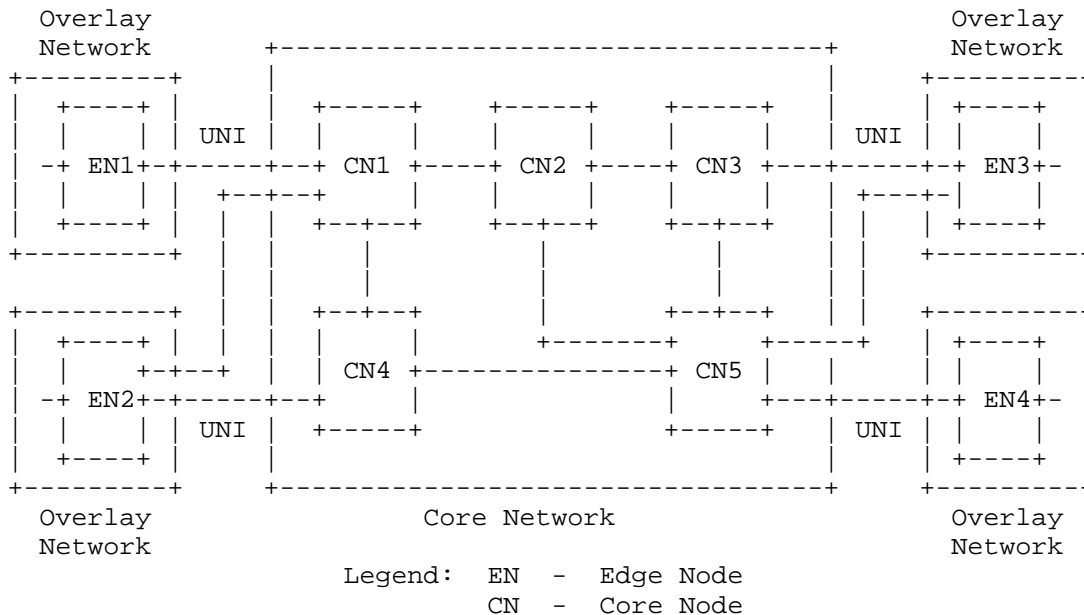 Overlay Overlay
Network Network
UNI UNI
EN1 CN1 CN2 CN3 EN3
CN4 CN5
EN2 EN4
UNI UNI
Overlay Core Network Overlay
Network Network
Legend: EN - Edge Node
CN - Core Node